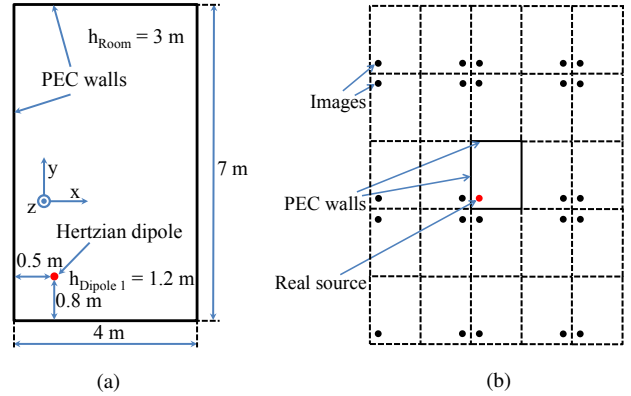 h_Room = 3 m
PEC walls
7 m
y
x
z
Hertzian dipole
0.5 m
h_Dipole 1 = 1.2 m
0.8 m
4 m
(a)
Images
PEC walls
Real source
(b)